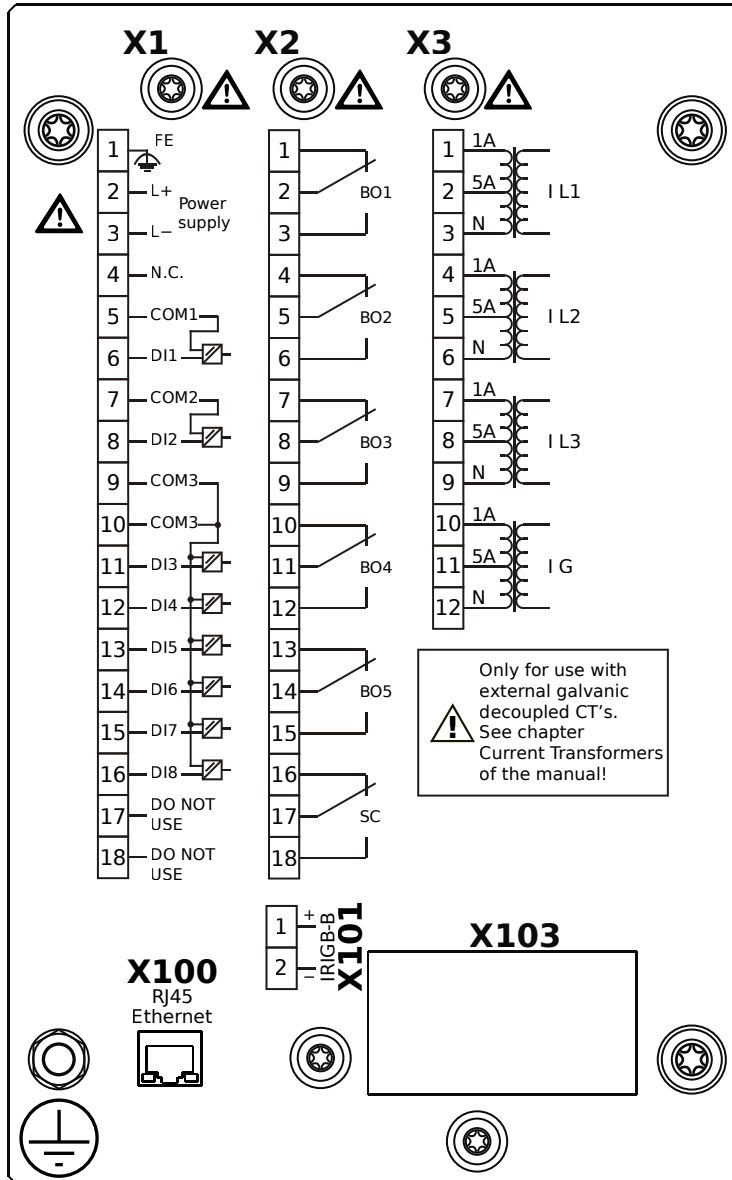 X1
X2
X3
1 FE
2 L+ Power
supply
3 L−
4 N.C.
5 COM1
6 DI1
7 COM2
8 DI2
9 COM3
10 COM3
11 DI3
12 DI4
13 DI5
14 DI6
15 DI7
16 DI8
17 DO NOT
USE
18 DO NOT
USE
1
2 BO1
3
4
5 BO2
6
7
8 BO3
9
10
11 BO4
12
13
14 BO5
15
16
17 SC
18
1 1A
2 5A I L1
3 N
4 1A
5 5A I L2
6 N
7 1A
8 5A I L3
9 N
10 1A
11 5A I G
12 N
! Only for use with
external galvanic
decoupled CT's.
See chapter
Current Transformers
of the manual!
1 +
2 −
IRIGB-B
X101
X100
RJ45
Ethernet
X103